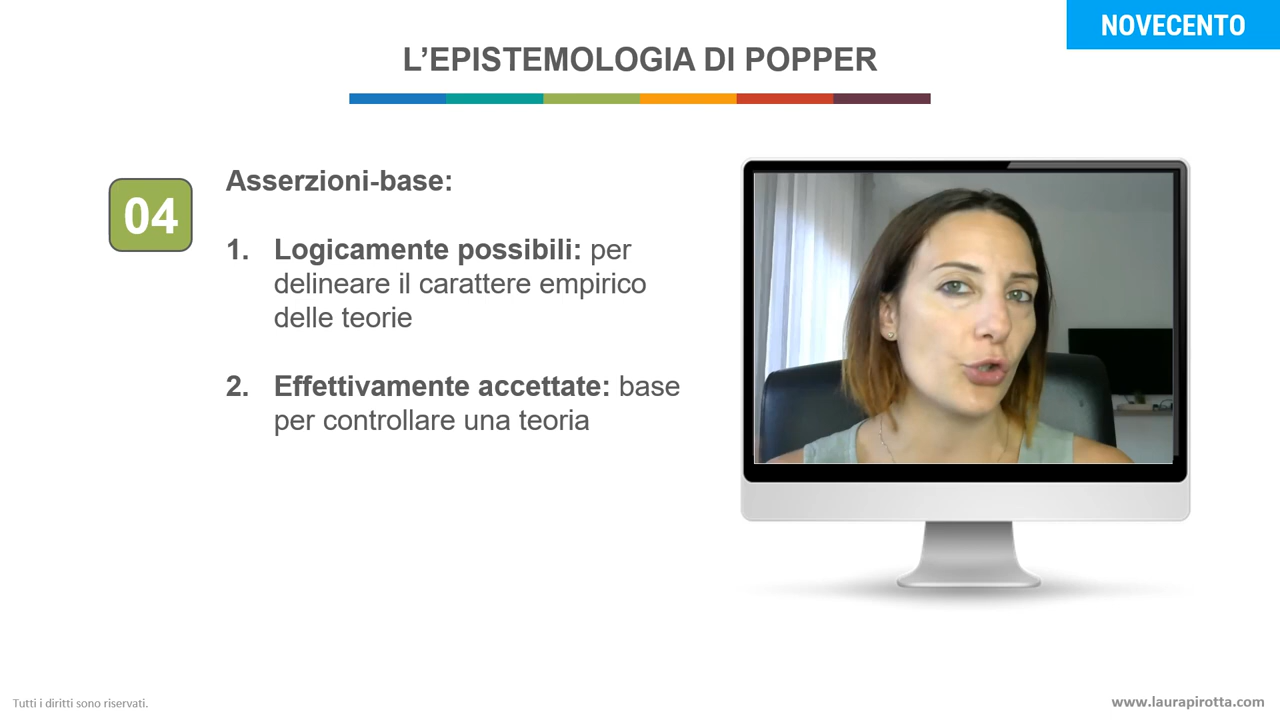 NOVECENTO
L’EPISTEMOLOGIA DI POPPER
04
Asserzioni-base:
1. Logicamente possibili: per
delineare il carattere empirico
delle teorie
2. Effettivamente accettate: base
per controllare una teoria
Tutti i diritti sono riservati.
www.laurapirotta.com